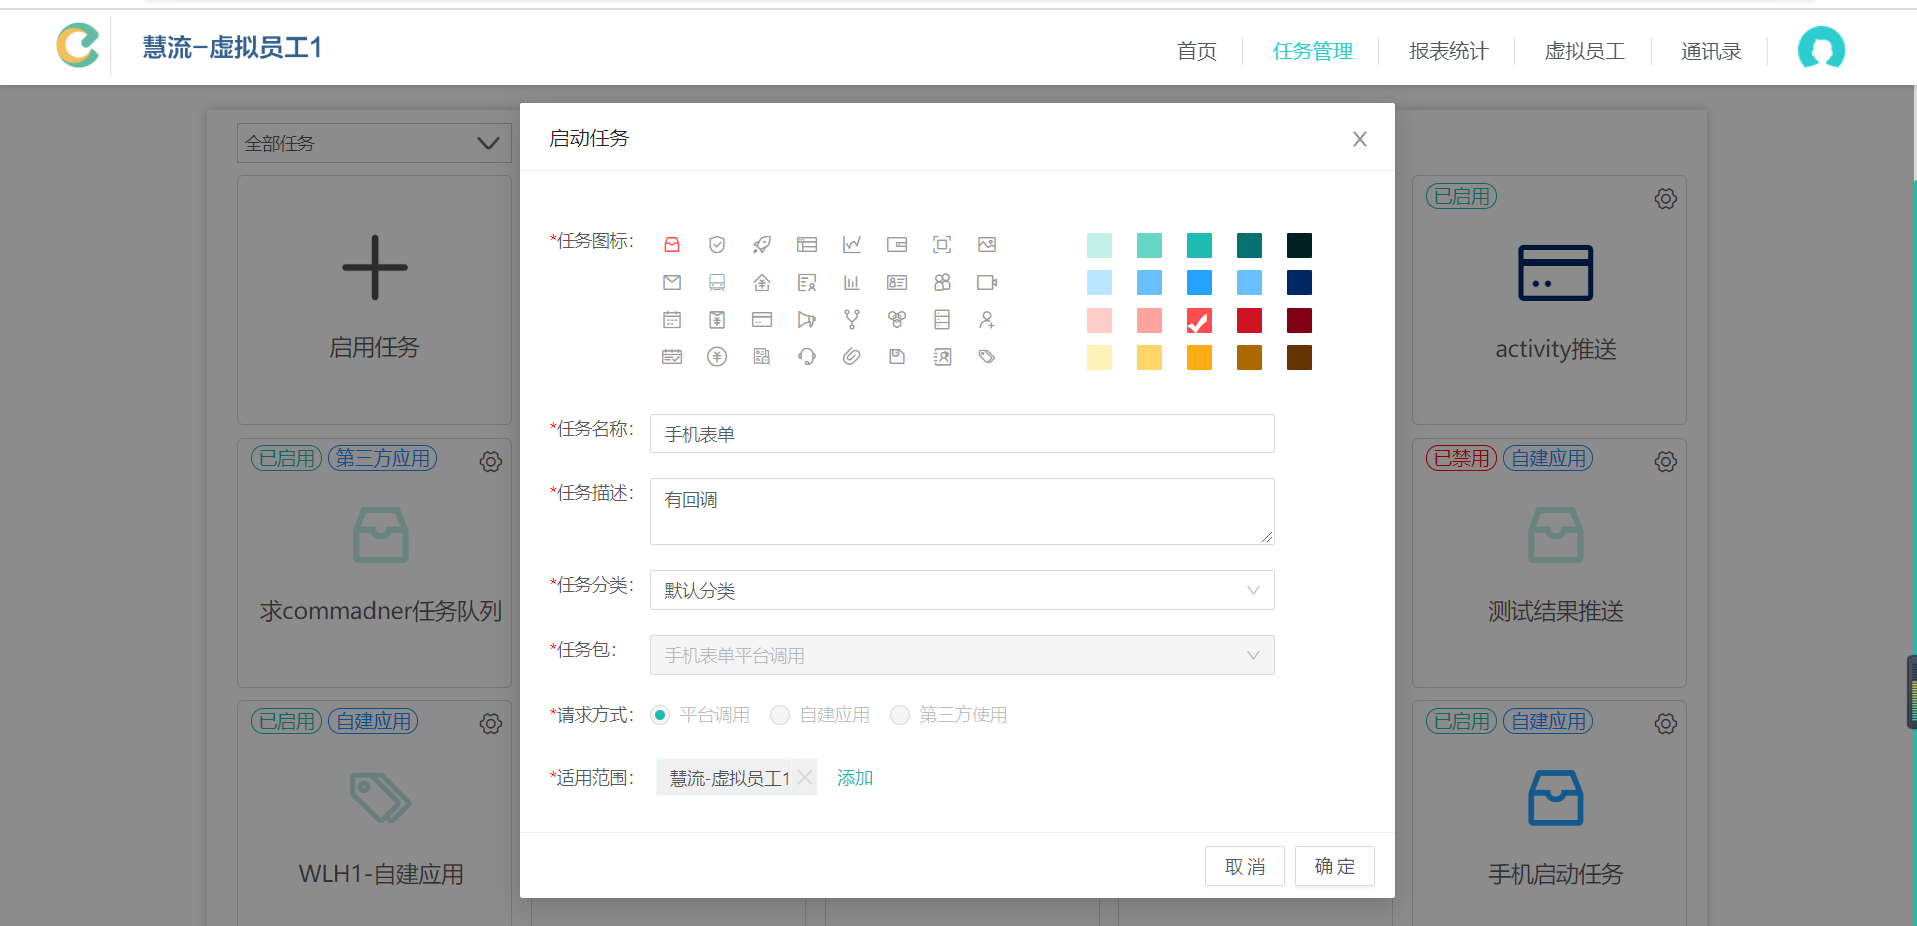 慧流-虚拟员工1
首页
任务管理
报表统计
虚拟员工
通讯录
全部任务
启用任务
已启用
第三方应用
求commadner任务队列
已启用
自建应用
WLH1-自建应用
启动任务
*任务图标:
*任务名称:
手机表单
*任务描述:
有回调
*任务分类:
默认分类
*任务包:
手机表单平台调用
*请求方式:
平台调用
自建应用
第三方使用
*适用范围:
慧流-虚拟员工1
添加
取消
确定
已启用
activity推送
已禁用
自建应用
测试结果推送
已启用
自建应用
手机启动任务